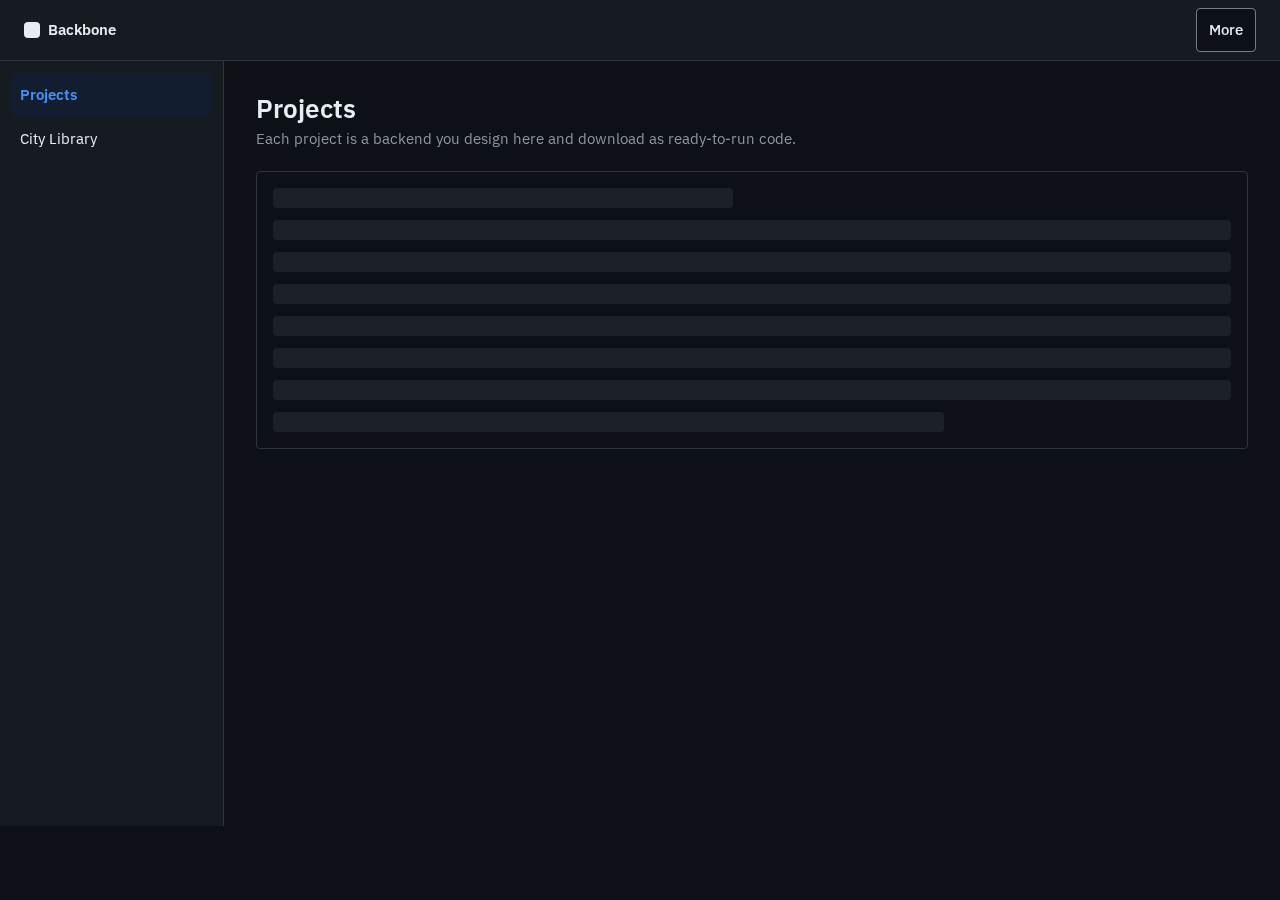 Backbone
More
Projects
City Library
Projects
Each project is a backend you design here and download as ready-to-run code.